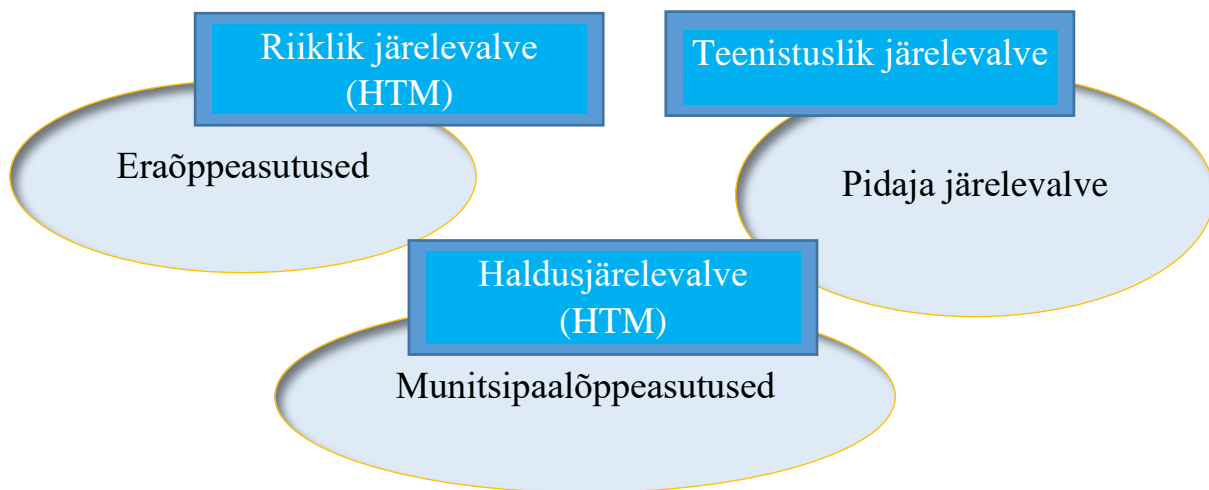 Riiklik järelevalve
(HTM)
Teenistuslik järelevalve
Eraõppeasutused
Pidaja järelevalve
Haldusjärelevalve
(HTM)
Munitsipaalõppeasutused